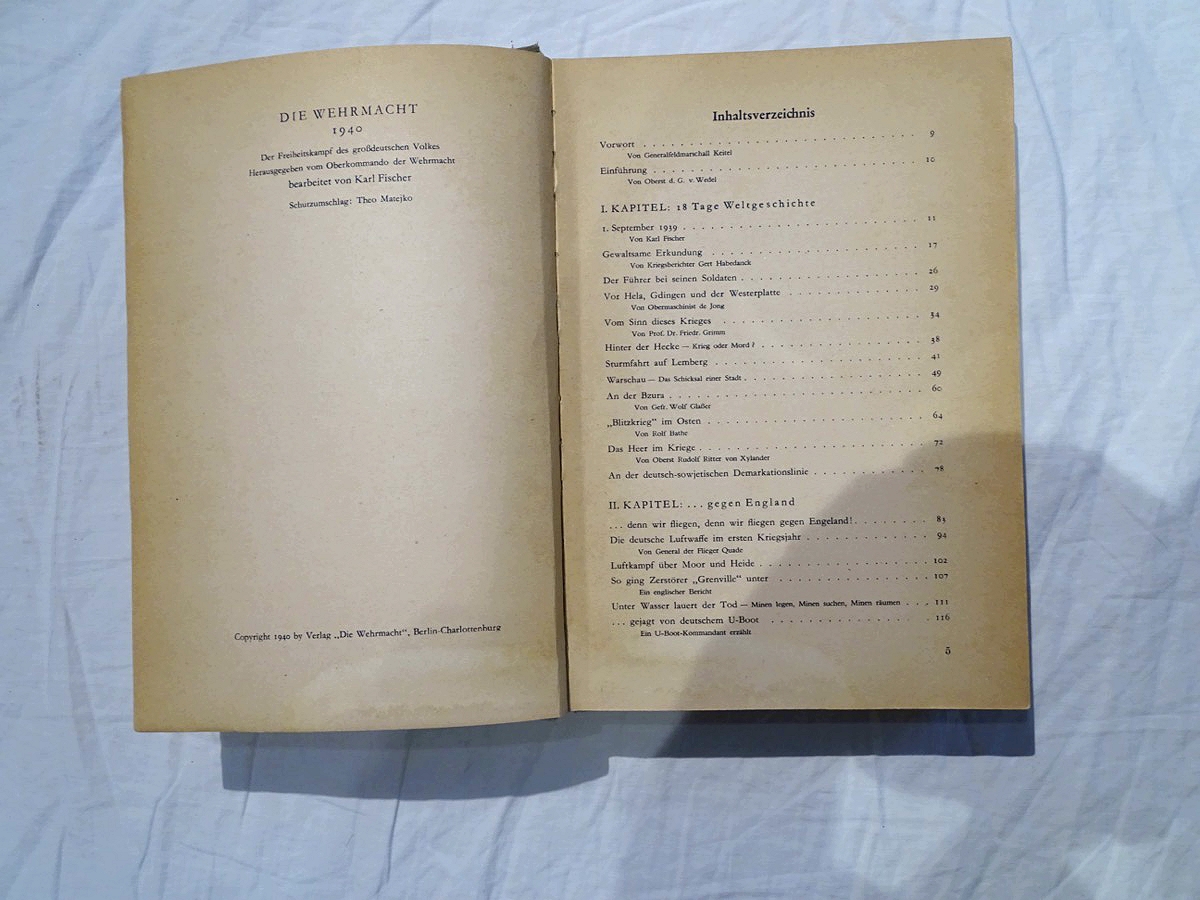 DIE WEHRMACHT
1940
Der Freiheitskampf des großdeutschen Volkes
Herausgegeben vom Oberkommando der Wehrmacht
bearbeitet von Karl Fischer
Schutzumschlag: Theo Matejko
Copyright 1940 by Verlag „Die Wehrmacht“, Berlin-Charlottenburg
Inhaltsverzeichnis
Vorwort . . . 9
Von Generalfeldmarschall Keitel
Einführung . . . 10
Von Oberst d. G. v. Wedel
I. KAPITEL: 18 Tage Weltgeschichte
1. September 1939 . . . 11
Von Karl Fischer
Gewaltsame Erkundung . . . 17
Von Kriegsberichter Gert Habedanck
Der Führer bei seinen Soldaten . . . 26
Vor Hela, Gdingen und der Westerplatte . . . 29
Von Obermaschinist de Jong
Vom Sinn dieses Krieges . . . 34
Von Prof. Dr. Friedr. Grimm
Hinter der Hecke — Krieg oder Mord? . . . 38
Sturmfahrt auf Lemberg . . . 41
Warschau — Das Schicksal einer Stadt . . . 49
An der Bzura . . . 60
Von Gefr. Wolf Glaßer
„Blitzkrieg“ im Osten . . . 64
Von Rolf Bathe
Das Heer im Kriege . . . 72
Von Oberst Rudolf Ritter von Xylander
An der deutsch-sowjetischen Demarkationslinie . . . 78
II. KAPITEL: ... gegen England
... denn wir fliegen, denn wir fliegen gegen Engeland! . . . 83
Die deutsche Luftwaffe im ersten Kriegsjahr . . . 94
Von General der Flieger Quade
Luftkampf über Moor und Heide . . . 102
So ging Zerstörer „Grenville“ unter . . . 107
Ein englischer Bericht
Unter Wasser lauert der Tod — Minen legen, Minen suchen, Minen räumen . . . 111
... gejagt von deutschem U-Boot . . . 116
Ein U-Boot-Kommandant erzählt
5